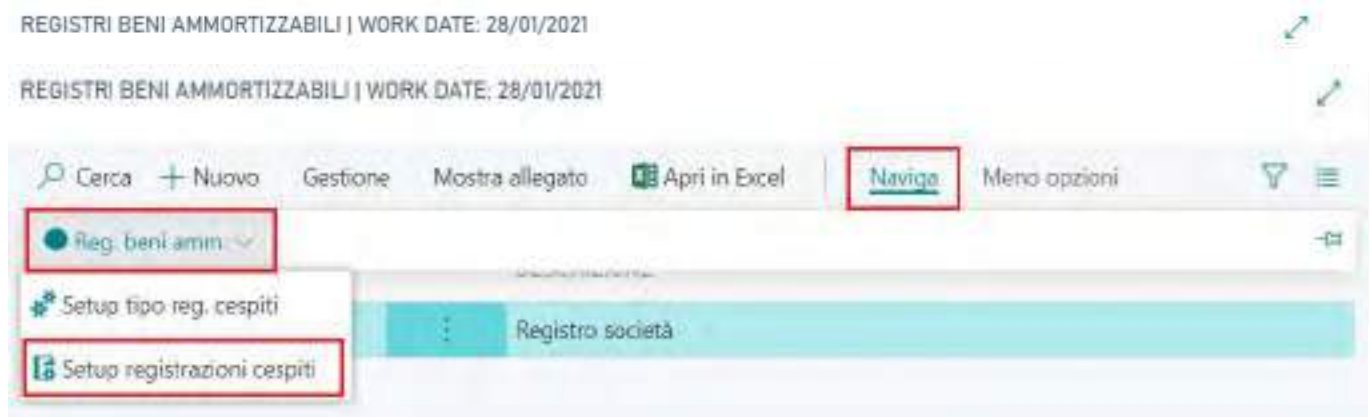 REGISTRI BENI AMMORTIZZABILI | WORK DATE: 28/01/2021
REGISTRI BENI AMMORTIZZABILI | WORK DATE: 28/01/2021
Cerca + Nuovo Gestione Mostra allegato Apri in Excel Naviga Meno opzioni
Reg. beni amm.
DESCRIZIONE
Setup tipo reg. cespiti
Registro società
Setup registrazioni cespiti